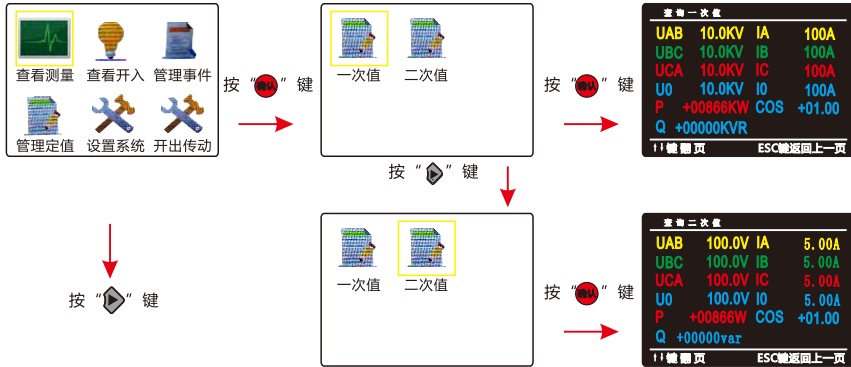 查看测量 查看开入 管理事件
管理定值 设置系统 开出传动
按“确认”键
一次值 二次值
按“确认”键
查询一次值
UAB 10.0KV IA 100A
UBC 10.0KV IB 100A
UCA 10.0KV IC 100A
U0 10.0KV I0 100A
P +00866KW COS +01.00
Q +00000KVR
↑↓键翻页 ESC键返回上一页
按“ ”键
按“ ”键
一次值 二次值
按“确认”键
查询二次值
UAB 100.0V IA 5.00A
UBC 100.0V IB 5.00A
UCA 100.0V IC 5.00A
U0 100.0V I0 5.00A
P +00866W COS +01.00
Q +00000var
↑↓键翻页 ESC键返回上一页